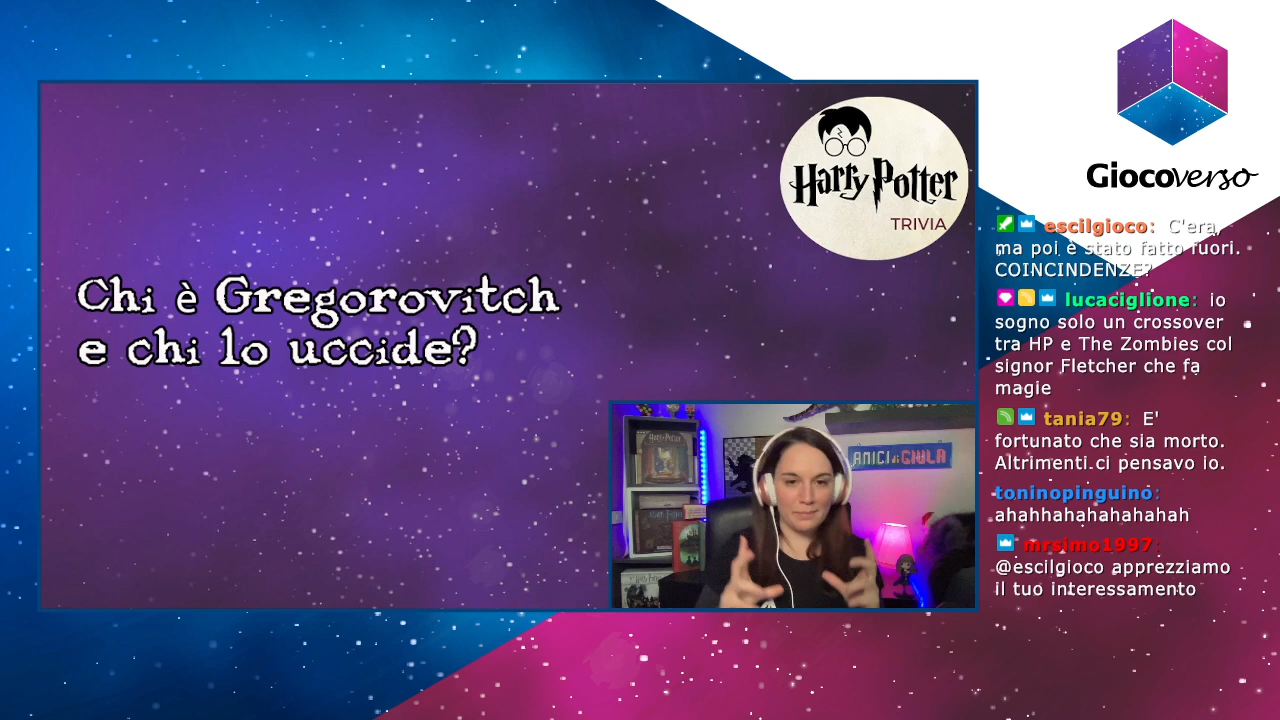 Harry Potter
TRIVIA
Chi è Gregorovitch
e chi lo uccide?
AMICI di GIULA
Giocoverso
escilgioco: C'era,
ma poi è stato fatto fuori.
COINCINDENZE?
lucaciglione: io
sogno solo un crossover
tra HP e The Zombies col
signor Fletcher che fa
magie
tania79: E'
fortunato che sia morto.
Altrimenti ci pensavo io.
toninopinguino:
ahahhahahahahahah
mrsimo1997:
@escilgioco apprezziamo
il tuo interessamento